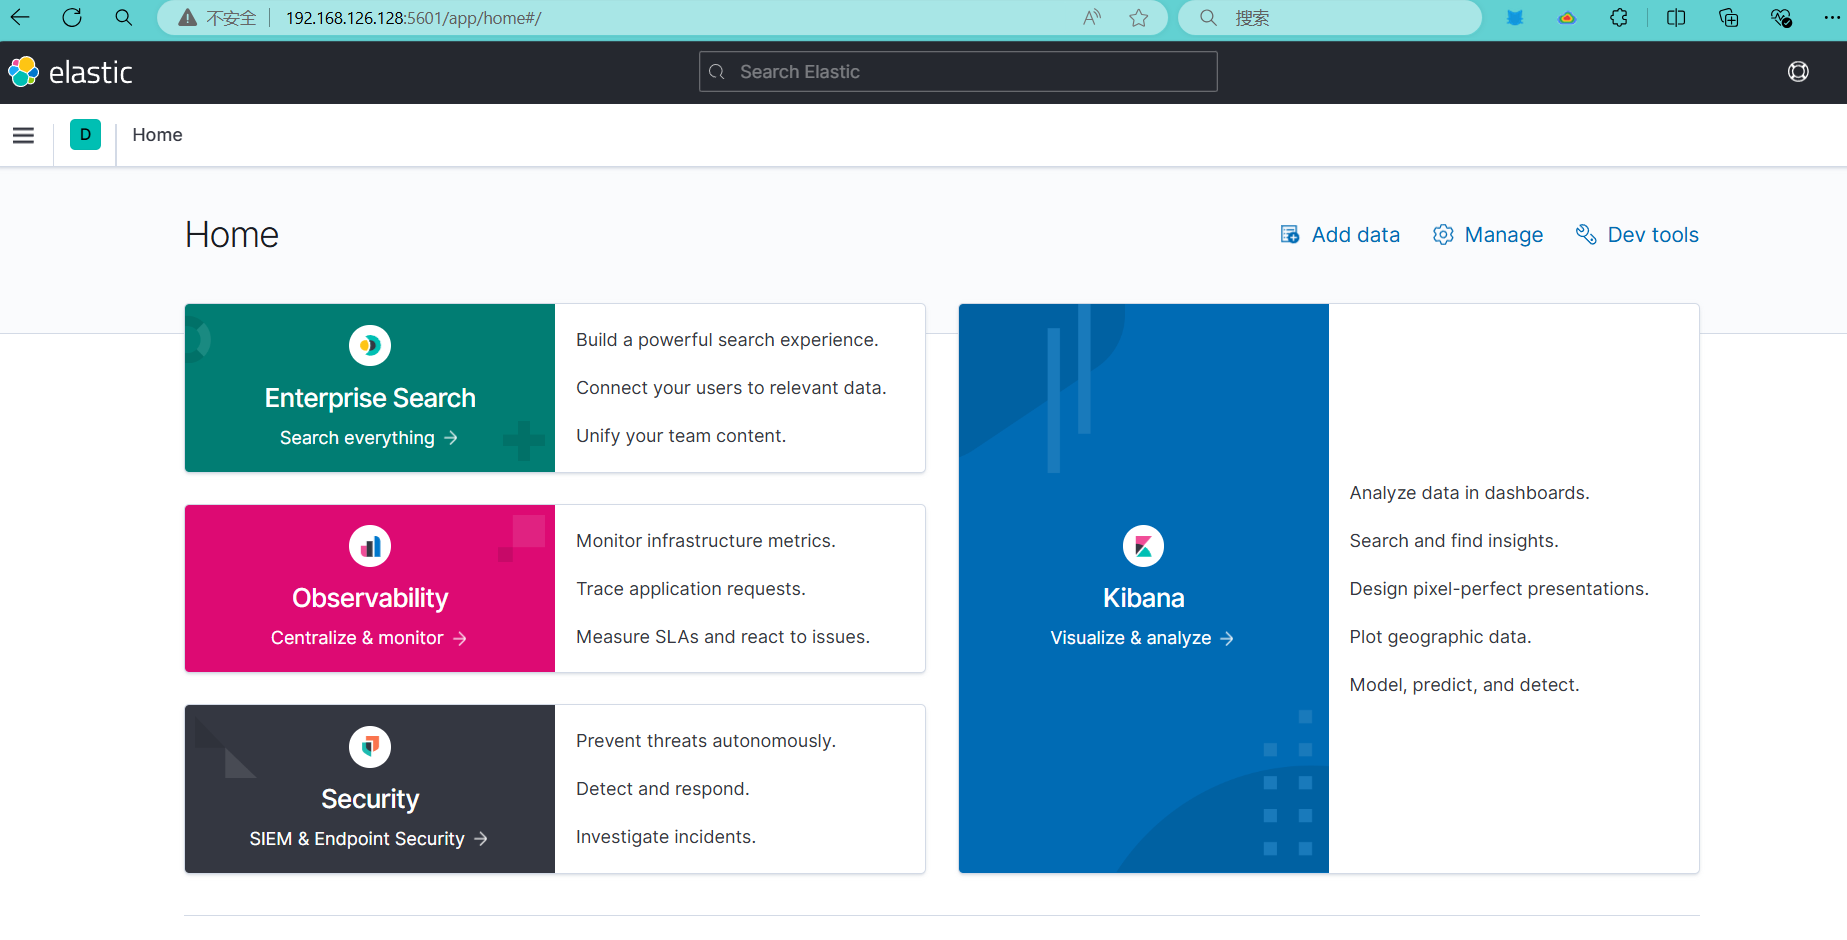 不安全 192.168.126.128:5601/app/home#/ 搜索
elastic Search Elastic
D Home
Home Add data Manage Dev tools
Enterprise Search
Search everything →
Build a powerful search experience.
Connect your users to relevant data.
Unify your team content.
Observability
Centralize & monitor →
Monitor infrastructure metrics.
Trace application requests.
Measure SLAs and react to issues.
Security
SIEM & Endpoint Security →
Prevent threats autonomously.
Detect and respond.
Investigate incidents.
Kibana
Visualize & analyze →
Analyze data in dashboards.
Search and find insights.
Design pixel-perfect presentations.
Plot geographic data.
Model, predict, and detect.